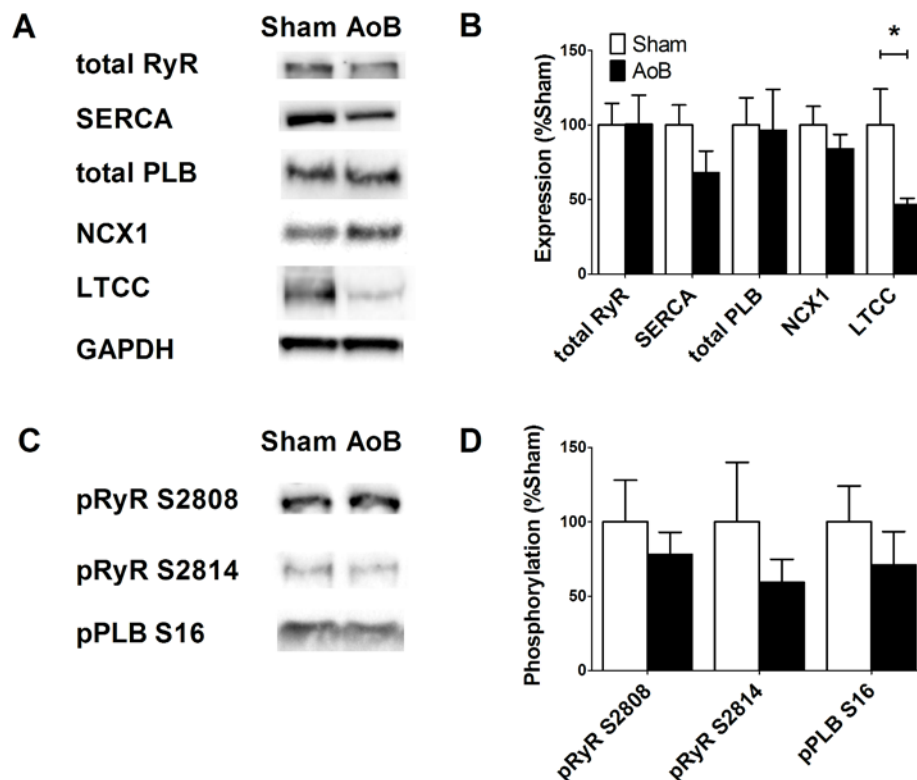 A
Sham AoB
total RyR
SERCA
total PLB
NCX1
LTCC
GAPDH
B
Sham
AoB
*
Expression (%Sham)
150
100
50
0
total RyR
SERCA
total PLB
NCX1
LTCC
C
Sham AoB
pRyR S2808
pRyR S2814
pPLB S16
D
Phosphorylation (%Sham)
150
100
50
0
pRyR S2808
pRyR S2814
pPLB S16